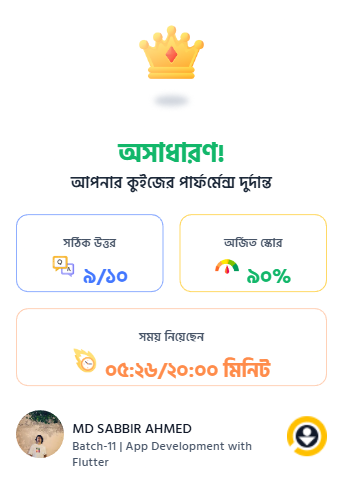 অসাধারণ!
আপনার কুইজের পার্ফর্মেন্স দুর্দান্ত
সঠিক উত্তর
অর্জিত স্কোর
Q A
৯/১০
৯০%
সময় নিয়েছেন
০৫:২৬/২০:০০ মিনিট
MD SABBIR AHMED
Batch-11 | App Development with
Flutter